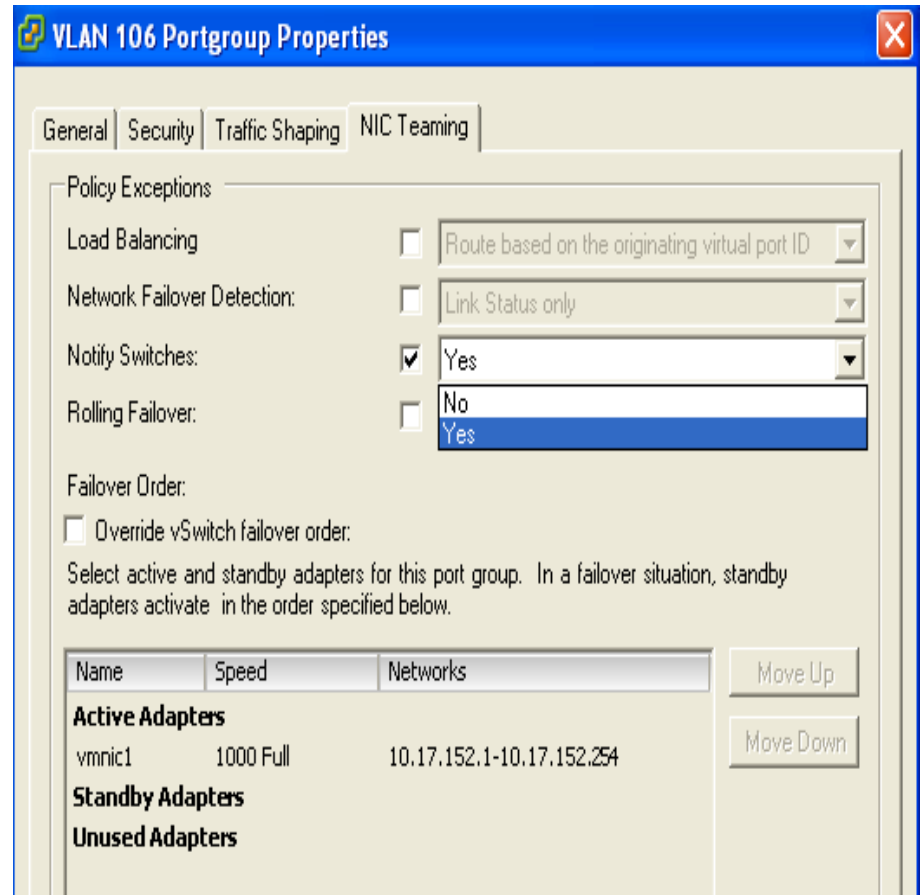 VLAN 106 Portgroup Properties
General Security Traffic Shaping NIC Teaming
Policy Exceptions
Load Balancing Route based on the originating virtual port ID
Network Failover Detection: Link Status only
Notify Switches: Yes
No
Rolling Failover: Yes
Failover Order:
Override vSwitch failover order:
Select active and standby adapters for this port group. In a failover situation, standby
adapters activate in the order specified below.
Name Speed Networks Move Up
Active Adapters
vmnic1 1000 Full 10.17.152.1-10.17.152.254 Move Down
Standby Adapters
Unused Adapters